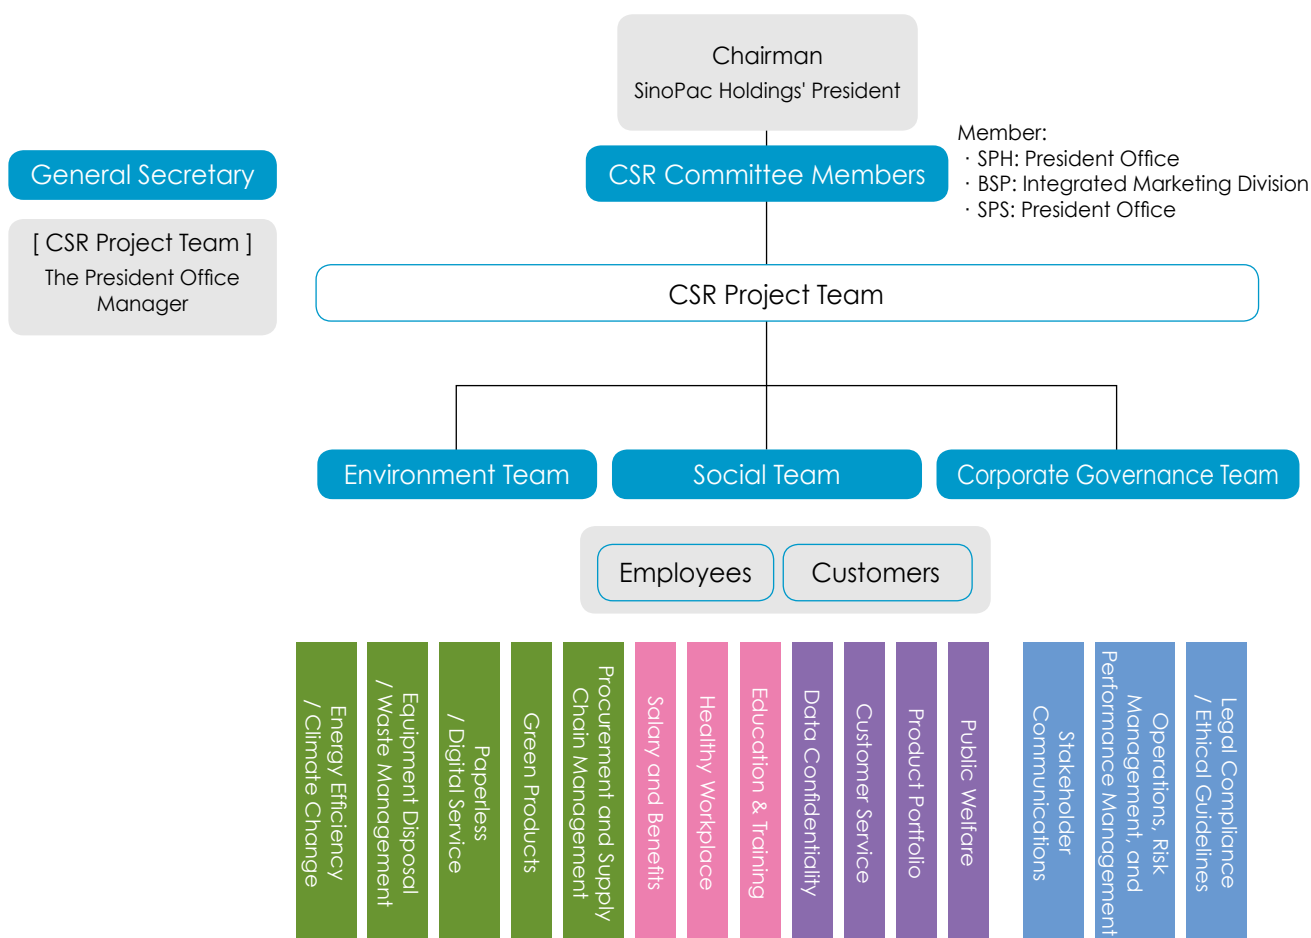 Chairman
SinoPac Holdings' President
General Secretary
[ CSR Project Team ]
The President Office
Manager
CSR Committee Members
Member:
· SPH: President Office
· BSP: Integrated Marketing Division
· SPS: President Office
CSR Project Team
Environment Team
Social Team
Corporate Governance Team
Employees
Customers
Energy Efficiency
/ Climate Change
Equipment Disposal
/ Waste Management
Paperless
/ Digital Service
Green Products
Procurement and Supply
Chain Management
Salary and Benefits
Healthy Workplace
Education & Training
Data Confidentiality
Customer Service
Product Portfolio
Public Welfare
Stakeholder
Communications
Operations, Risk
Management, and
Performance Management
Legal Compliance
/ Ethical Guidelines